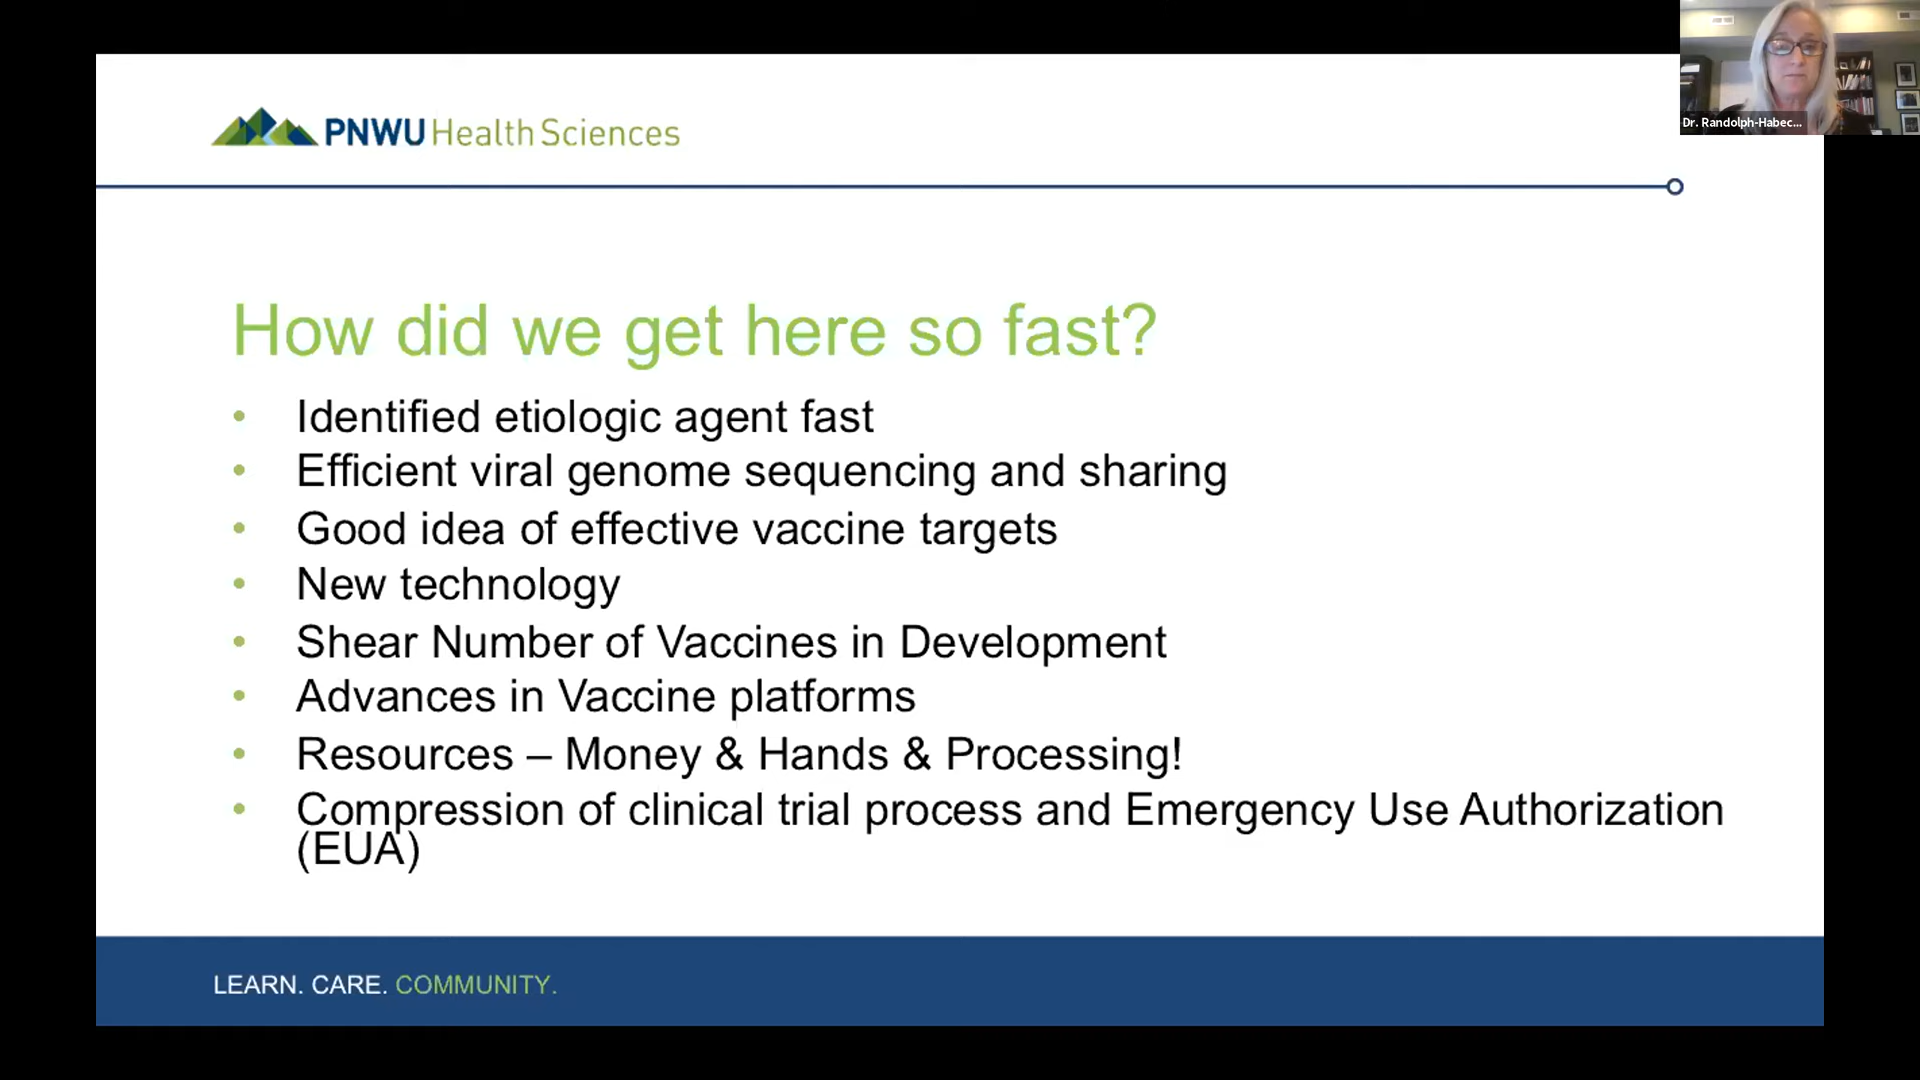 Dr. Randolph-Habec...
PNWU Health Sciences
How did we get here so fast?
• Identified etiologic agent fast
• Efficient viral genome sequencing and sharing
• Good idea of effective vaccine targets
• New technology
• Shear Number of Vaccines in Development
• Advances in Vaccine platforms
• Resources – Money & Hands & Processing!
• Compression of clinical trial process and Emergency Use Authorization
(EUA)
LEARN. CARE. COMMUNITY.